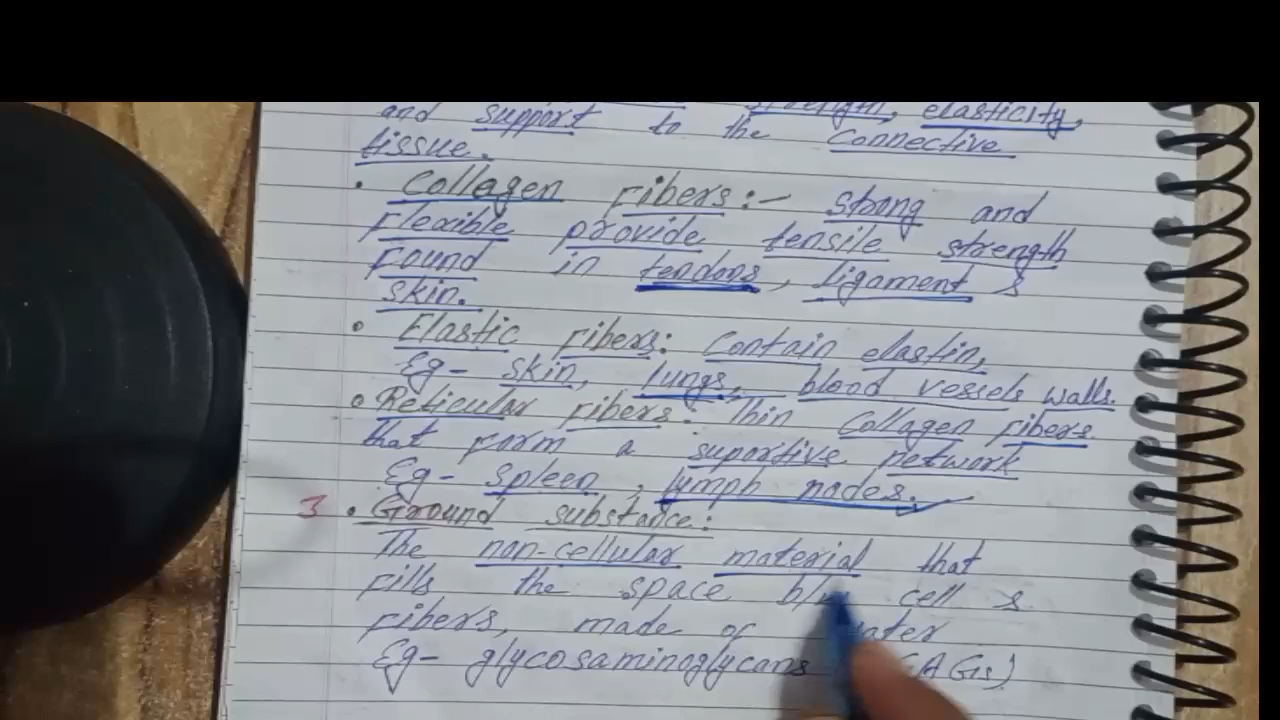 strength, elasticity,
and support to the connective
tissue.
• Collagen Fibers:- strong and
Flexible provide tensile strength
Found in tendons, ligament &
skin.
• Elastic Fibers: Contain elastin,
Eg- skin, lungs, blood vessels walls.
• Reticular Fibers: Thin Collagen Fibers
that Form a suportive network
Eg- spleen, lymph nodes.
3 • Ground substance:
The non-cellular material that
Fills the space b/w cell &
Fibers, made of water
Eg- glycosaminoglycans (GAGs)